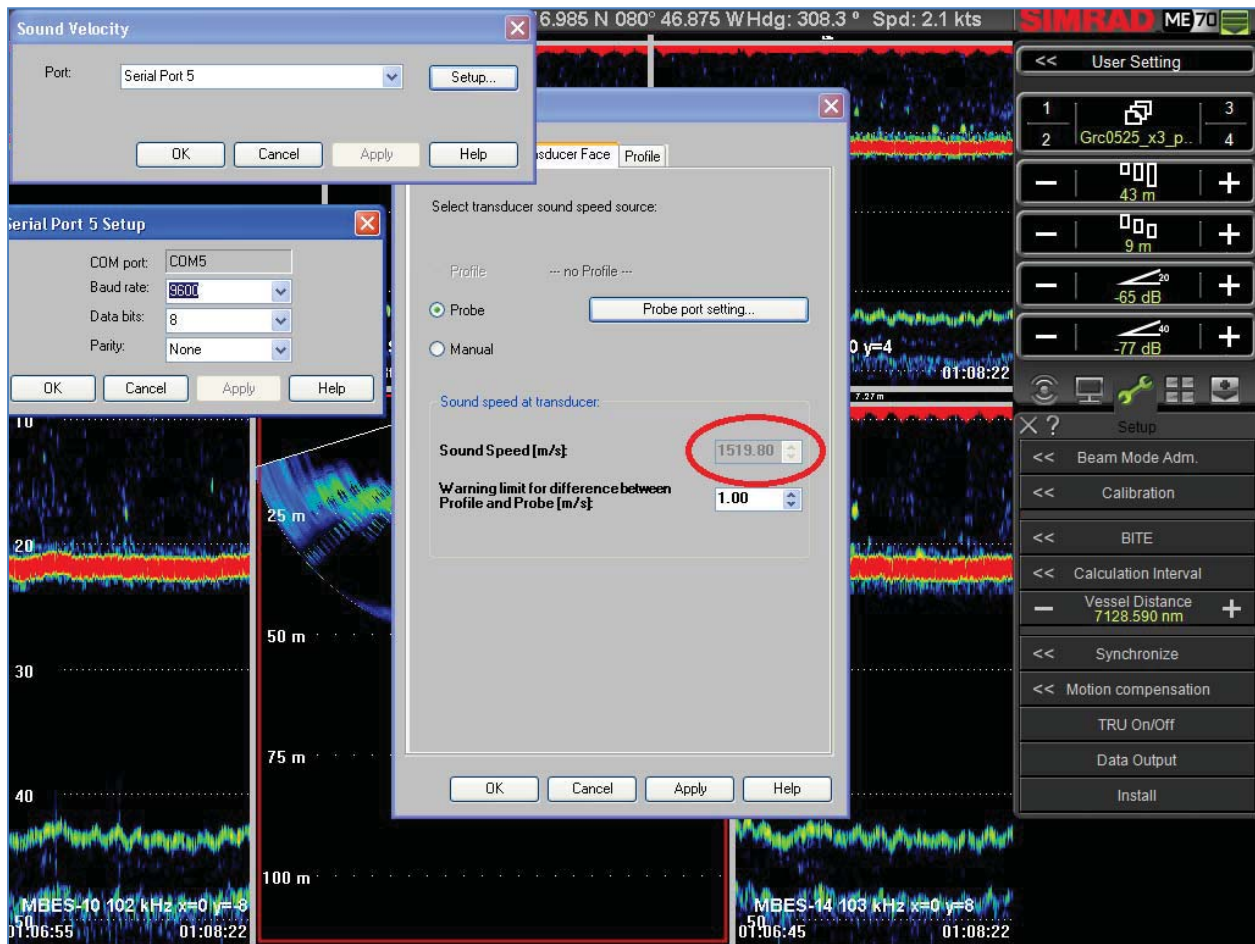 Sound Velocity
6.985 N 080° 46.875 W Hdg: 308.3 ° Spd: 2.1 kts
SIMRAD ME70
Port: Serial Port 5 Setup...
OK Cancel Apply Help
<< User Setting
1 3
2 Grc0525_x3_p.. 4
43 m
9 m
20
-65 dB
40
-77 dB
Transducer Face Profile
Select transducer sound speed source:
Profile --- no Profile ---
Probe Probe port setting...
Manual
Sound speed at transducer:
Sound Speed [m/s]: 1519.80
Warning limit for difference between
Profile and Probe [m/s]: 1.00
OK Cancel Apply Help
Serial Port 5 Setup
COM port: COM5
Baud rate: 9600
Data bits: 8
Parity: None
OK Cancel Apply Help
0 y=4
01:08:22
7.27 m
10
20
30
40
50
25 m
50 m
75 m
100 m
MBES-10 102 kHz x=0 y=-8
01:06:55 01:08:22
MBES-14 103 kHz x=0 y=8
50
01:06:45 01:08:22
X ? Setup
<< Beam Mode Adm.
<< Calibration
<< BITE
<< Calculation Interval
Vessel Distance
− 7128.590 nm +
<< Synchronize
<< Motion compensation
TRU On/Off
Data Output
Install